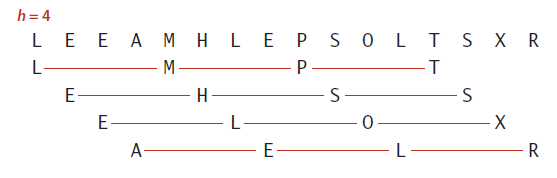 h = 4
L E E A M H L E P S O L T S X R
L M P T
E H S S
E L O X
A E L R